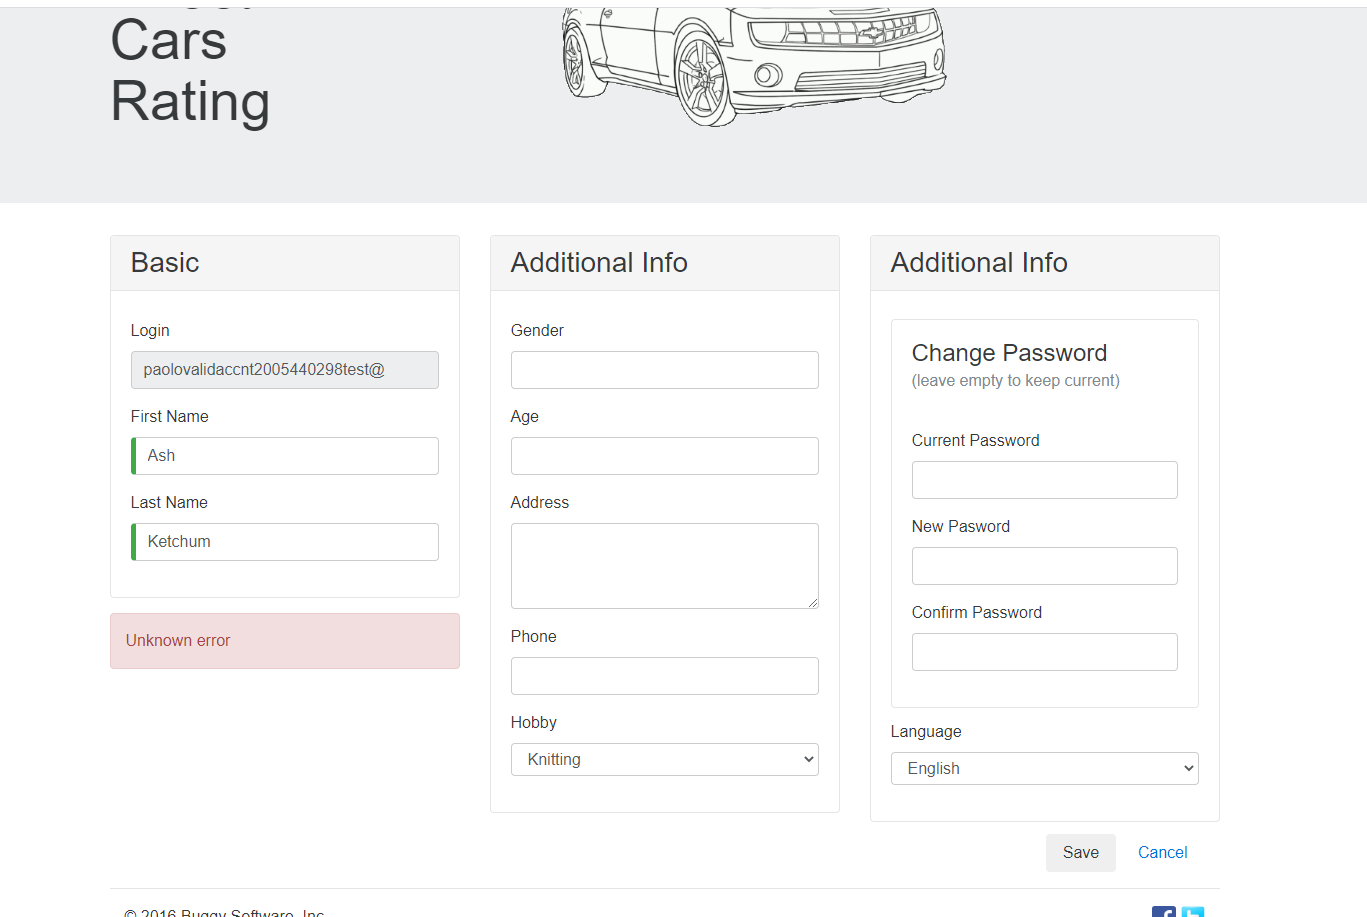 Cars
Rating
Basic
Login
paolovalidaccnt2005440298test@
First Name
Ash
Last Name
Ketchum
Unknown error
Additional Info
Gender
Age
Address
Phone
Hobby
Knitting
Additional Info
Change Password
(leave empty to keep current)
Current Password
New Pasword
Confirm Password
Language
English
Save Cancel
© 2016 Buggy Software, Inc